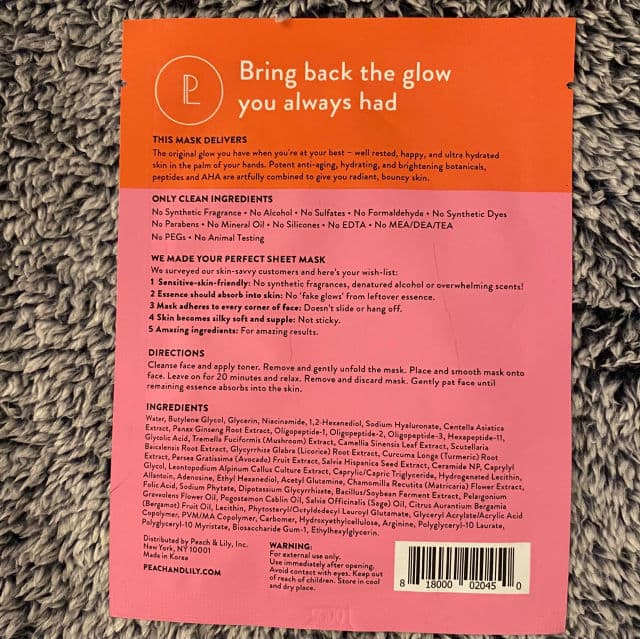 PL
Bring back the glow
you always had
THIS MASK DELIVERS
The original glow you have when you're at your best – well rested, happy, and ultra hydrated
skin in the palm of your hands. Potent anti-aging, hydrating, and brightening botanicals,
peptides and AHA are artfully combined to give you radiant, bouncy skin.
ONLY CLEAN INGREDIENTS
No Synthetic Fragrance • No Alcohol • No Sulfates • No Formaldehyde • No Synthetic Dyes
No Parabens • No Mineral Oil • No Silicones • No EDTA • No MEA/DEA/TEA
No PEGs • No Animal Testing
WE MADE YOUR PERFECT SHEET MASK
We surveyed our skin-savvy customers and here's your wish-list:
1 Sensitive-skin-friendly: No synthetic fragrances, denatured alcohol or overwhelming scents!
2 Essence should absorb into skin: No 'fake glows' from leftover essence.
3 Mask adheres to every corner of face: Doesn't slide or hang off.
4 Skin becomes silky soft and supple: Not sticky.
5 Amazing ingredients: For amazing results.
DIRECTIONS
Cleanse face and apply toner. Remove and gently unfold the mask. Place and smooth mask onto
face. Leave on for 20 minutes and relax. Remove and discard mask. Gently pat face until
remaining essence absorbs into the skin.
INGREDIENTS
Water, Butylene Glycol, Glycerin, Niacinamide, 1,2-Hexanediol, Sodium Hyaluronate, Centella Asiatica
Extract, Panax Ginseng Root Extract, Oligopeptide-1, Oligopeptide-2, Oligopeptide-3, Hexapeptide-11,
Glycolic Acid, Tremella Fuciformis (Mushroom) Extract, Camellia Sinensis Leaf Extract, Scutellaria
Baicalensis Root Extract, Glycyrrhiza Glabra (Licorice) Root Extract, Curcuma Longa (Turmeric) Root
Extract, Persea Gratissima (Avocado) Fruit Extract, Salvia Hispanica Seed Extract, Ceramide NP, Caprylyl
Glycol, Leontopodium Alpinum Callus Culture Extract, Caprylic/Capric Triglyceride, Hydrogenated Lecithin,
Allantoin, Adenosine, Ethyl Hexanediol, Acetyl Glucamine, Chamomilla Recutita (Matricaria) Flower Extract,
Folic Acid, Sodium Phytate, Dipotassium Glycyrrhizate, Bacillus/Soybean Ferment Extract, Pelargonium
Graveolens Flower Oil, Pogostemon Cablin Oil, Salvia Officinalis (Sage) Oil, Citrus Aurantium Bergamia
(Bergamot) Fruit Oil, Lecithin, Phytosteryl/Octyldodecyl Lauroyl Glutamate, Glyceryl Acrylate/Acrylic Acid
Copolymer, PVM/MA Copolymer, Carbomer, Hydroxyethylcellulose, Arginine, Polyglyceryl-10 Laurate,
Polyglyceryl-10 Myristate, Biosaccharide Gum-1, Ethylhexylglycerin.
Distributed by Peach & Lily, Inc.
New York, NY 10001
Made in Korea
PEACHANDLILY.COM
WARNING:
For external use only.
Use immediately after opening.
Avoid contact with eyes. Keep out
of reach of children. Store in cool
and dry place.
8 18000 02045 0